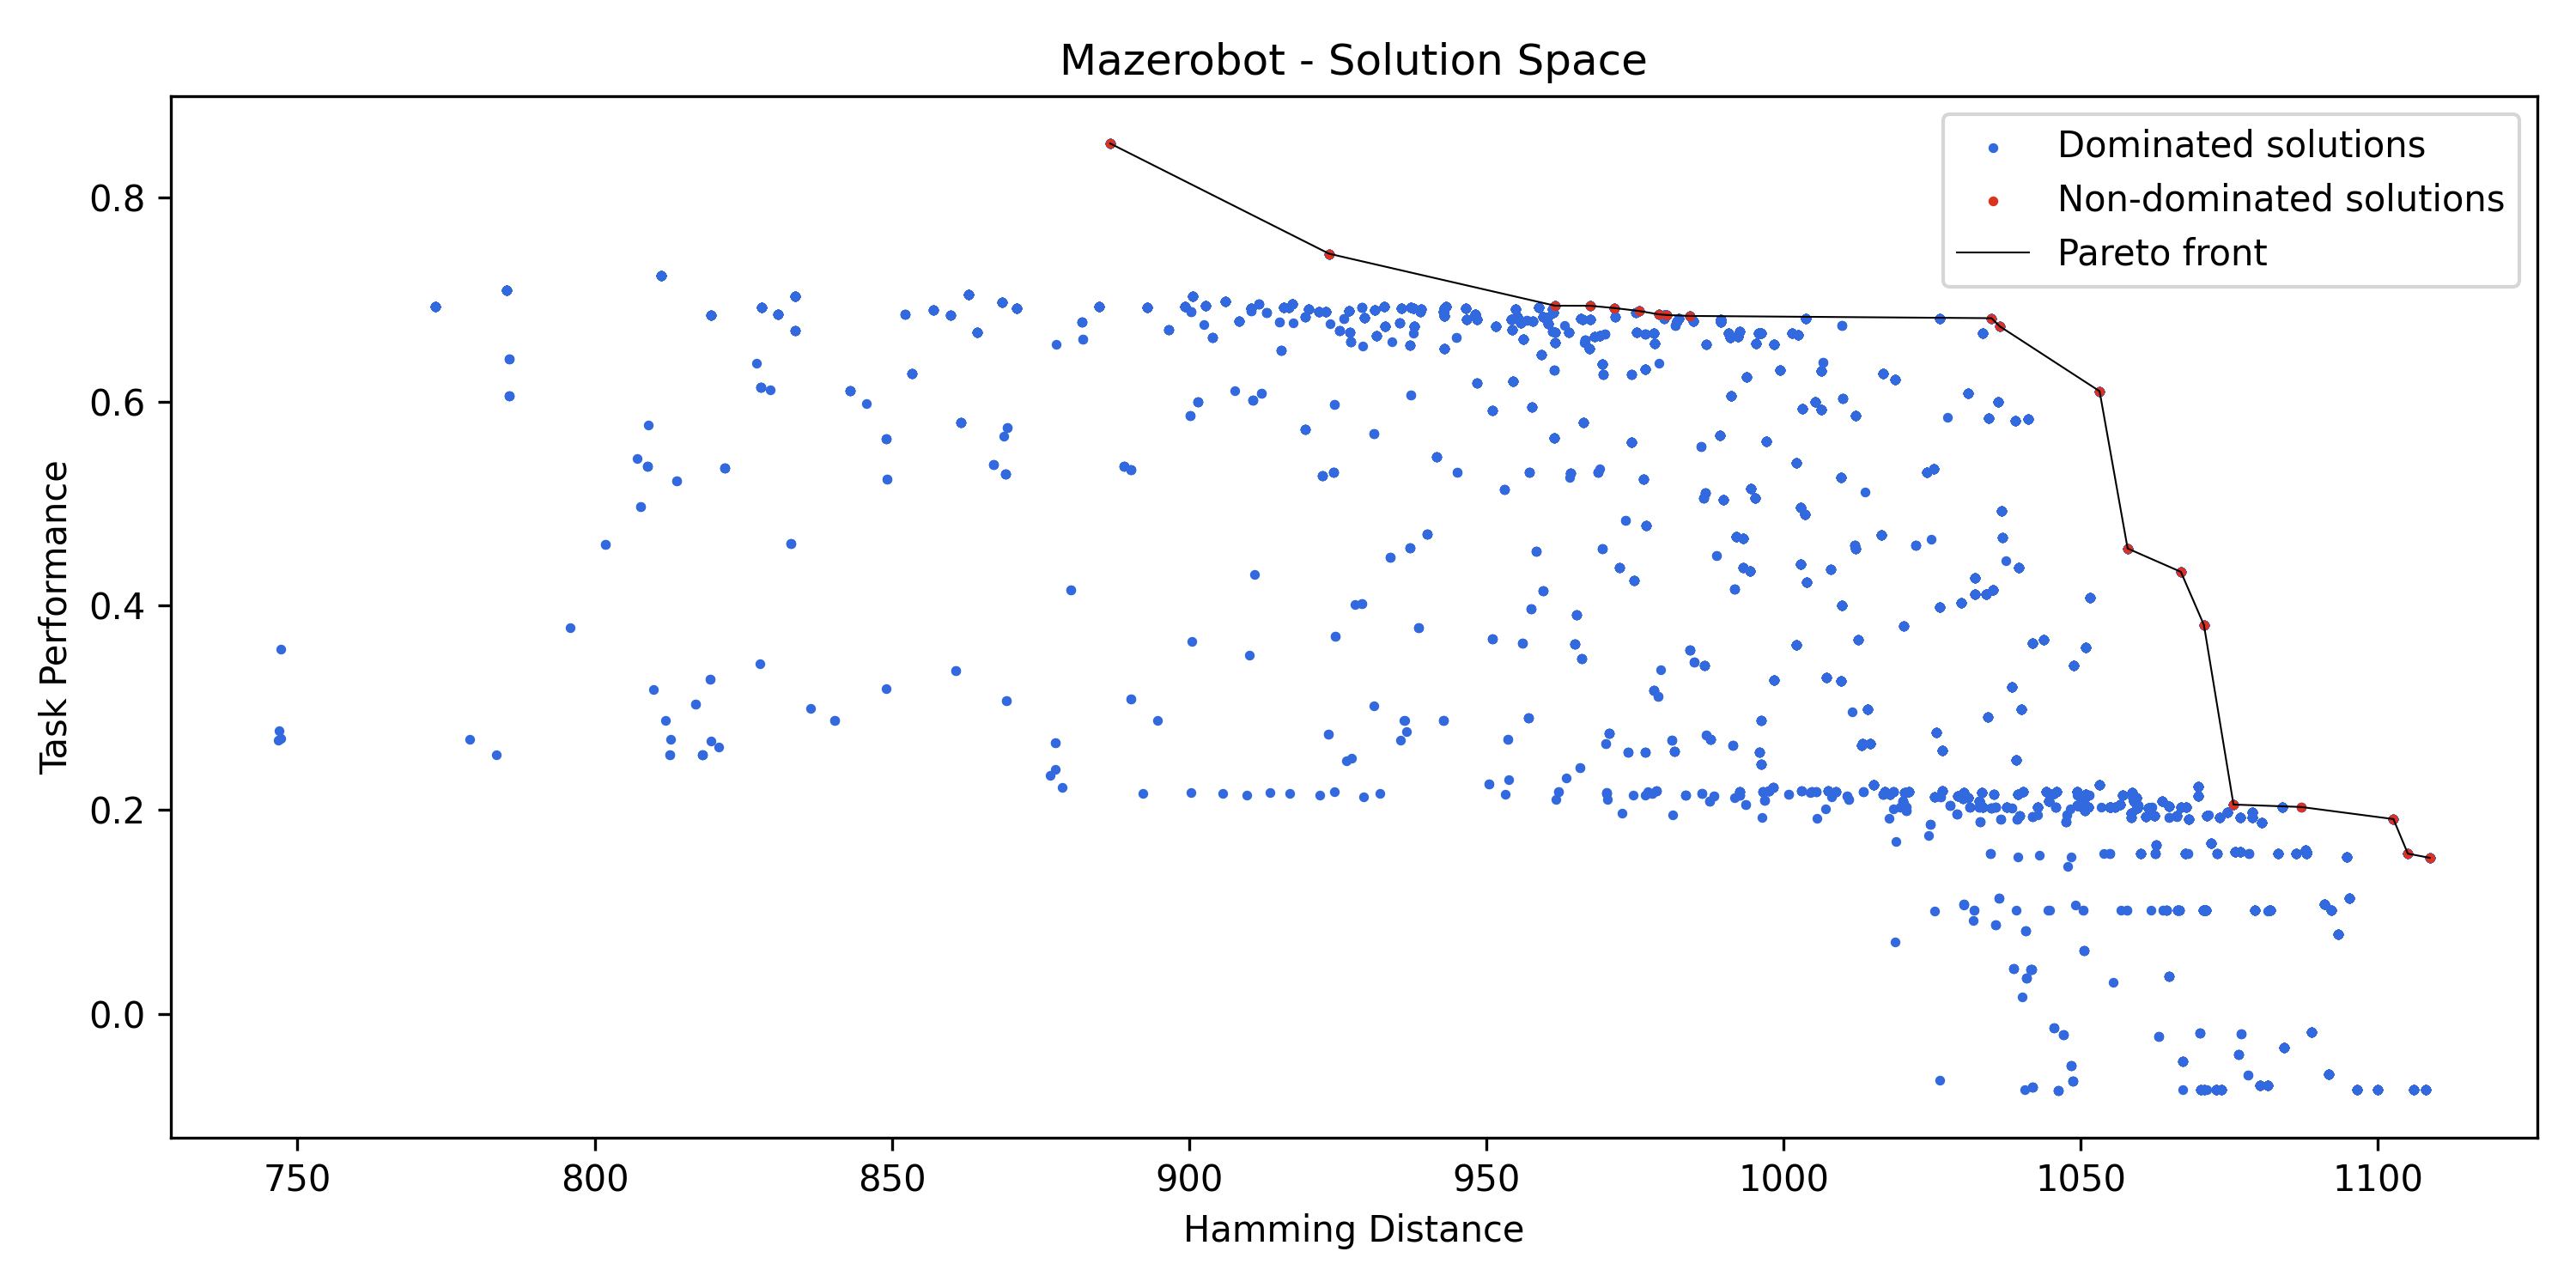 Mazerobot - Solution Space
Dominated solutions
Non-dominated solutions
Pareto front
Task Performance
0.8
0.6
0.4
0.2
0.0
750 800 850 900 950 1000 1050 1100
Hamming Distance